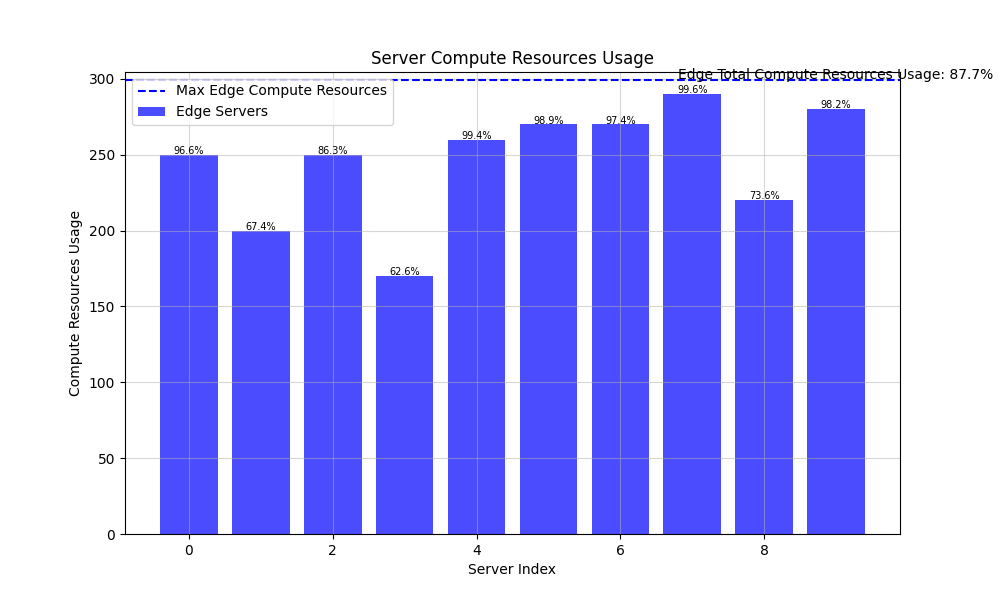 Server Compute Resources Usage
Edge Total Compute Resources Usage: 87.7%
Max Edge Compute Resources
Edge Servers
96.6%
67.4%
86.3%
62.6%
99.4%
98.9%
97.4%
99.6%
73.6%
98.2%
300
250
200
150
100
50
0
Compute Resources Usage
0 2 4 6 8
Server Index